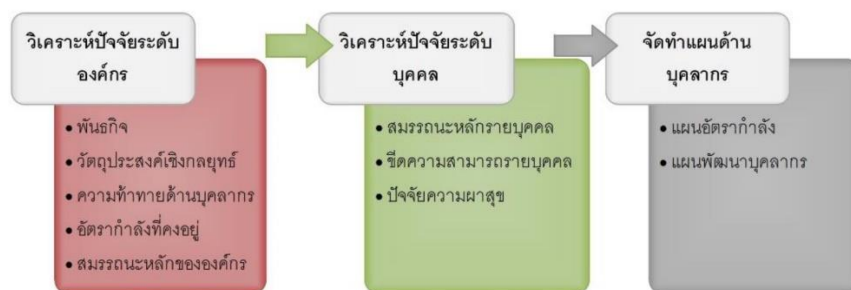 วิเคราะห์ปัจจัยระดับ
องค์กร
• พันธกิจ
• วัตถุประสงค์เชิงกลยุทธ์
• ความท้าทายด้านบุคลากร
• อัตรากำลังที่คงอยู่
• สมรรถนะหลักขององค์กร
วิเคราะห์ปัจจัยระดับ
บุคคล
• สมรรถนะหลักรายบุคคล
• ขีดความสามารถรายบุคคล
• ปัจจัยความผาสุข
จัดทำแผนด้าน
บุคลากร
• แผนอัตรากำลัง
• แผนพัฒนาบุคลากร